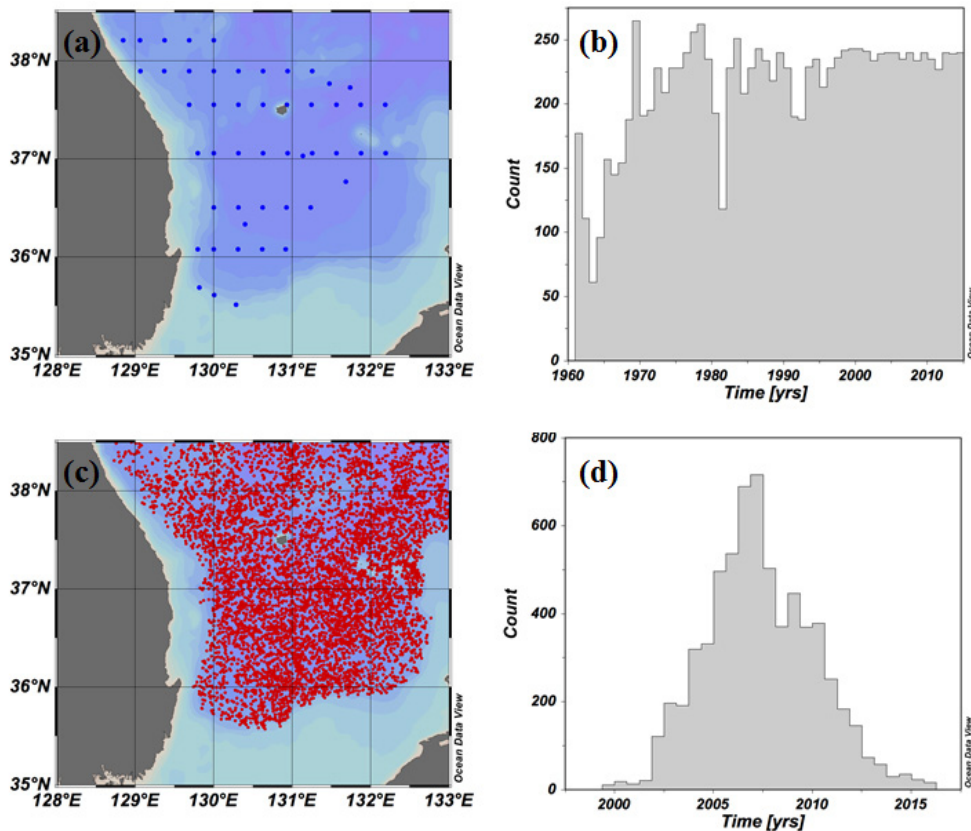 (a)
38°N
37°N
36°N
35°N
128°E 129°E 130°E 131°E 132°E 133°E
Ocean Data View
(b)
Count
250
200
150
100
50
0
1960 1970 1980 1990 2000 2010
Time [yrs]
Ocean Data View
(c)
38°N
37°N
36°N
35°N
128°E 129°E 130°E 131°E 132°E 133°E
Ocean Data View
(d)
Count
800
600
400
200
0
2000 2005 2010 2015
Time [yrs]
Ocean Data View